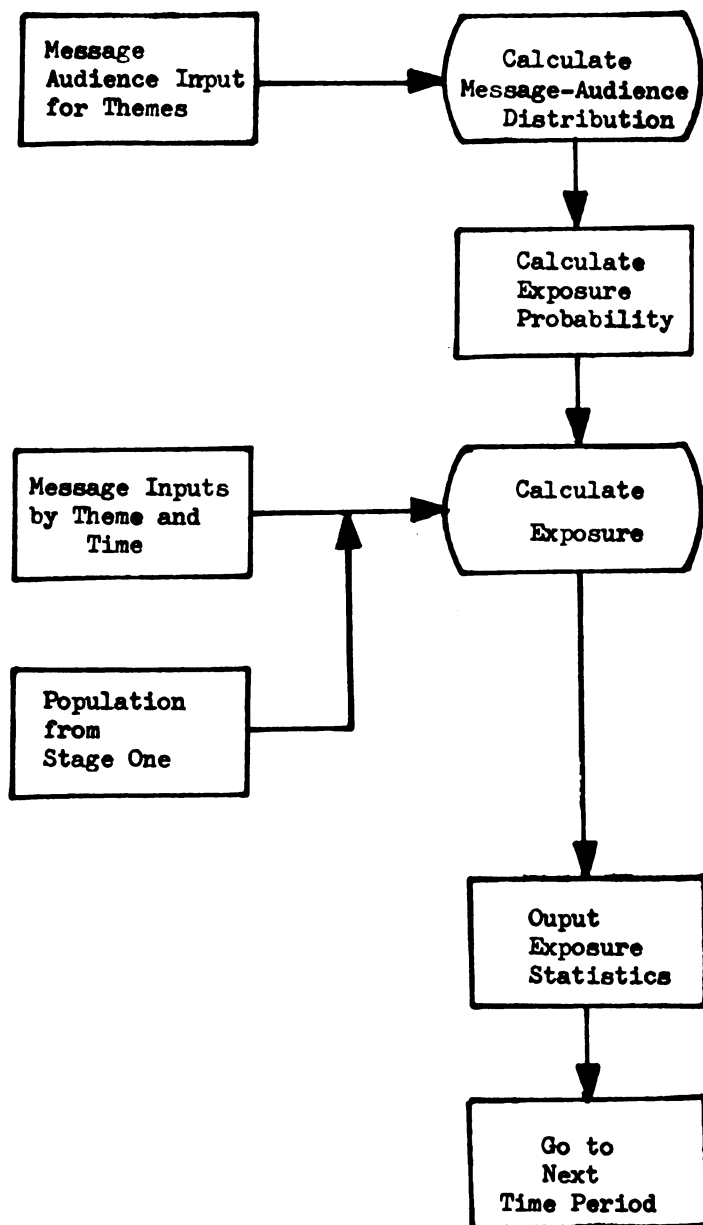 Message
Audience Input
for Themes
Calculate
Message-Audience
Distribution
Calculate
Exposure
Probability
Message Inputs
by Theme and
Time
Calculate
Exposure
Population
from
Stage One
Ouput
Exposure
Statistics
Go to
Next
Time Period